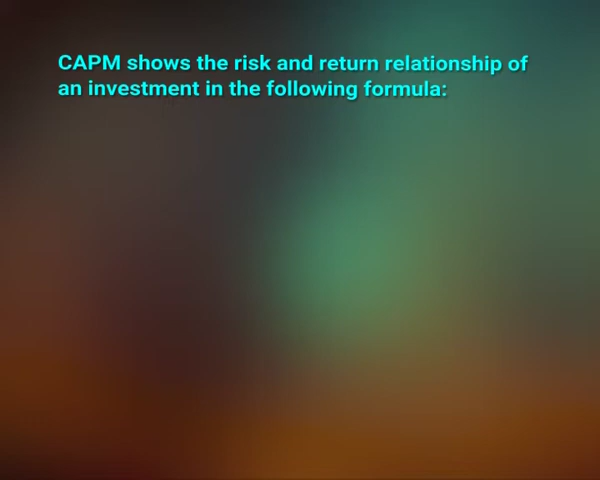 CAPM shows the risk and return relationship of
an investment in the following formula: